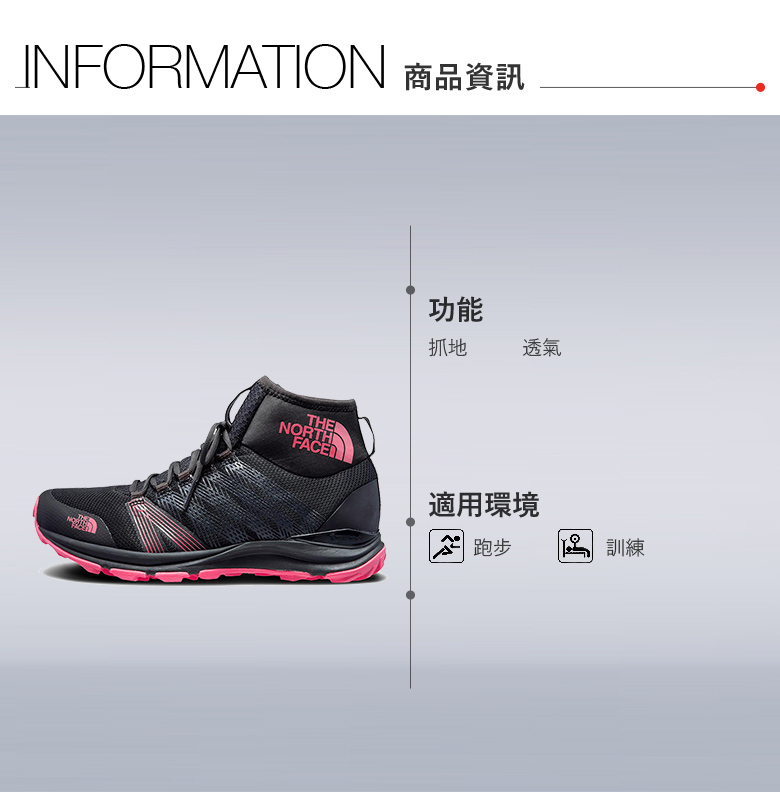 INFORMATION 商品資訊
功能
抓地 透氣
THE
NORTH
FACE
適用環境
THE
NORTH
FACE
跑步 訓練